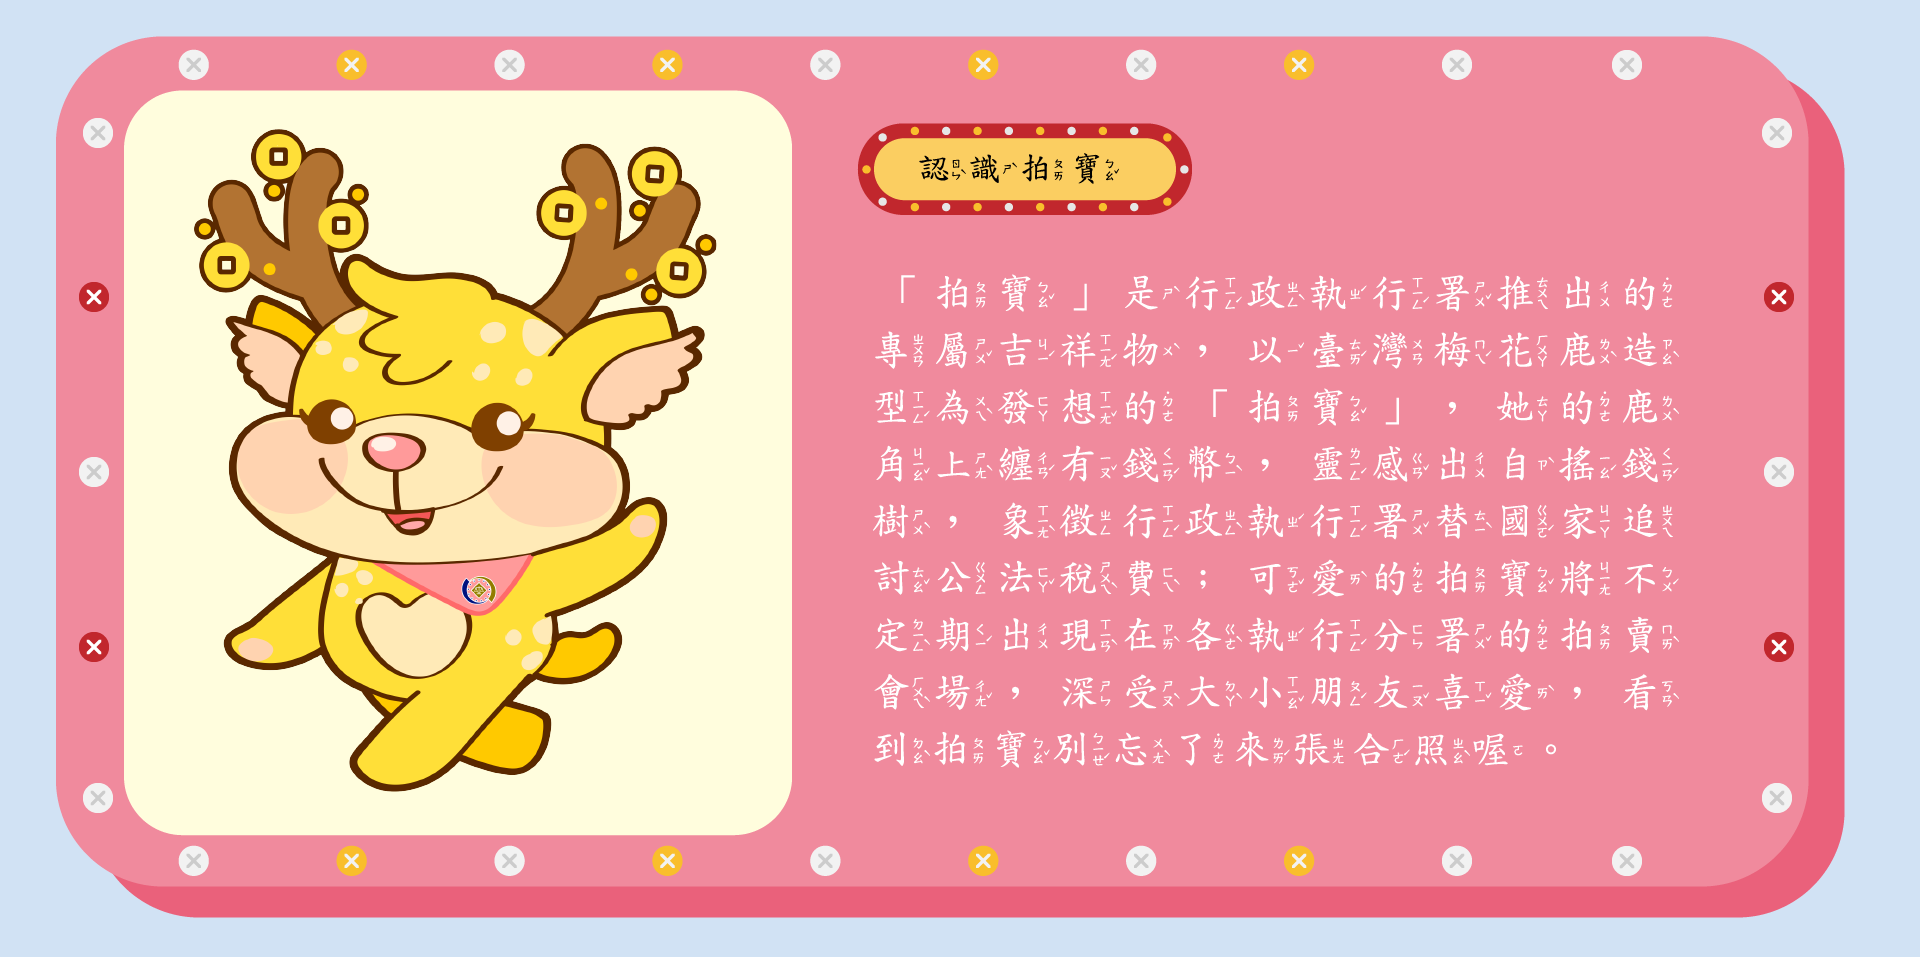 認識拍寶
「拍寶」是行政執行署推出的
專屬吉祥物，以臺灣梅花鹿造
型為發想的「拍寶」，她的鹿
角上纏有錢幣，靈感出自搖錢
樹，象徵行政執行署替國家追
討公法稅費；可愛的拍寶將不
定期出現在各執行分署的拍賣
會場，深受大小朋友喜愛，看
到拍寶別忘了來張合照喔。